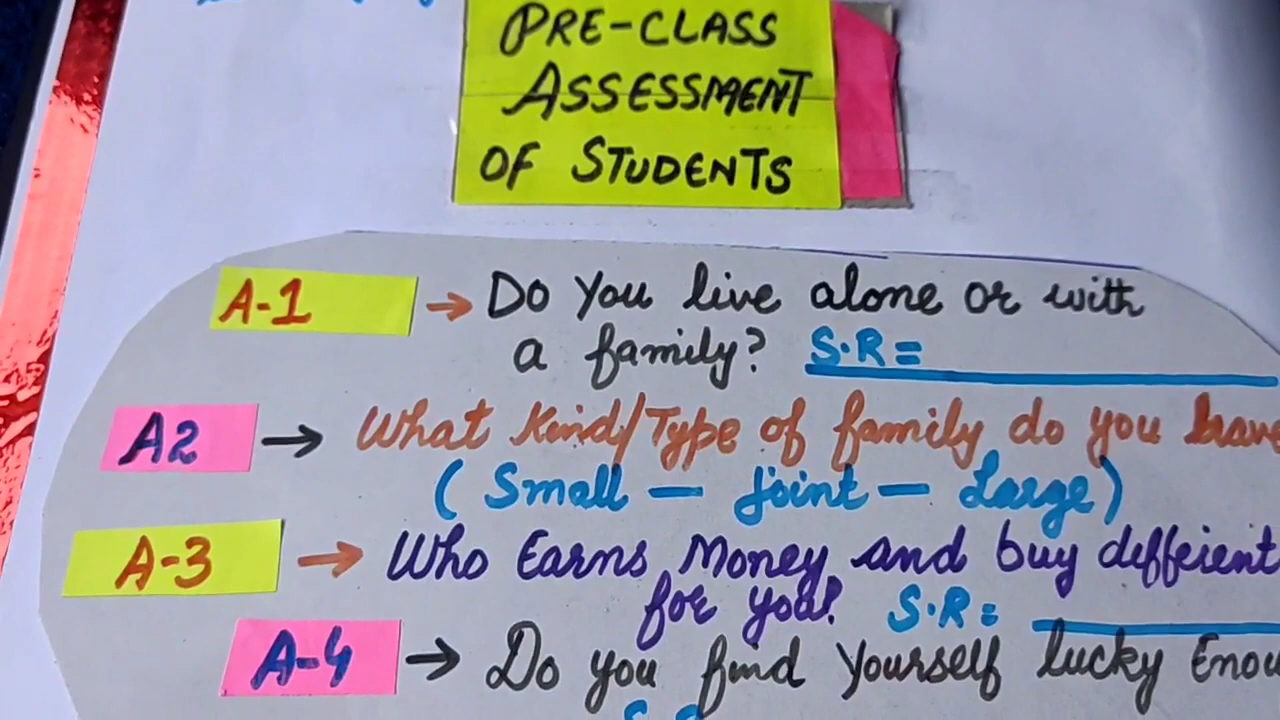 PRE-CLASS
ASSESSMENT
OF STUDENTS
A-1 → Do You live alone or with
a family? S.R =
A2 → What Kind/Type of family do you have
( Small — Joint — Large )
A-3 → Who Earns Money and buy different
for you? S.R =
A-4 → Do you find yourself lucky